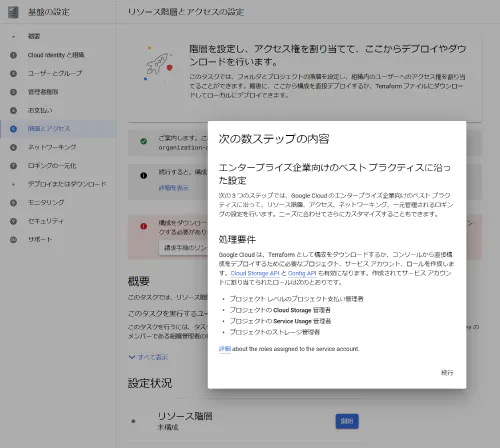 基盤の設定
リソース階層とアクセスの設定
概要
1 Cloud Identity と組織
2 ユーザーとグループ
3 管理者権限
4 お支払い
5 階層とアクセス
6 ネットワーキング
7 ロギングの一元化
デプロイまたはダウンロード
8 モニタリング
9 セキュリティ
10 サポート
階層を設定し、アクセス権を割り当てて、ここからデプロイやダウ
ンロードを行います。
このタスクでは、フォルダとプロジェクトの階層を設定し、組織内のユーザーへのアクセス権を割り当
てることができます。最後に、ここから構成を直接デプロイするか、Terraform ファイルにダウンロー
ドしてローカルにデプロイできます。
ご案内します。こ
organization-
続行すると、構成
詳細を表示
構成をダウンロー
クする必要があり
請求手順のリンク
概要
このタスクでは、リソース階層
このタスクを実行するユー
このタスクを行うには、タス
メンバーである組織管理者の
すべて表示
設定状況
リソース階層
未構成
開始
次の数ステップの内容
エンタープライズ企業向けのベスト プラクティスに沿っ
た設定
次の 3 つのステップでは、Google Cloud のエンタープライズ企業向けのベスト プラク
ティスに沿って、リソース階層、アクセス、ネットワーキング、一元管理されるロギン
グの設定を行います。ニーズに合わせてさらにカスタマイズすることもできます。
処理要件
Google Cloud は、Terraform として構成をダウンロードするか、コンソールから直接構
成をデプロイするために必要なプロジェクト、サービス アカウント、ロールを作成しま
す。Cloud Storage API と Config API も有効になります。作成されてサービス アカウン
トに割り当てられたロールは次のとおりです。
• プロジェクト レベルのプロジェクト支払い管理者
• プロジェクトの Cloud Storage 管理者
• プロジェクトの Service Usage 管理者
• プロジェクトのストレージ管理者
詳細 about the roles assigned to the service account.
続行